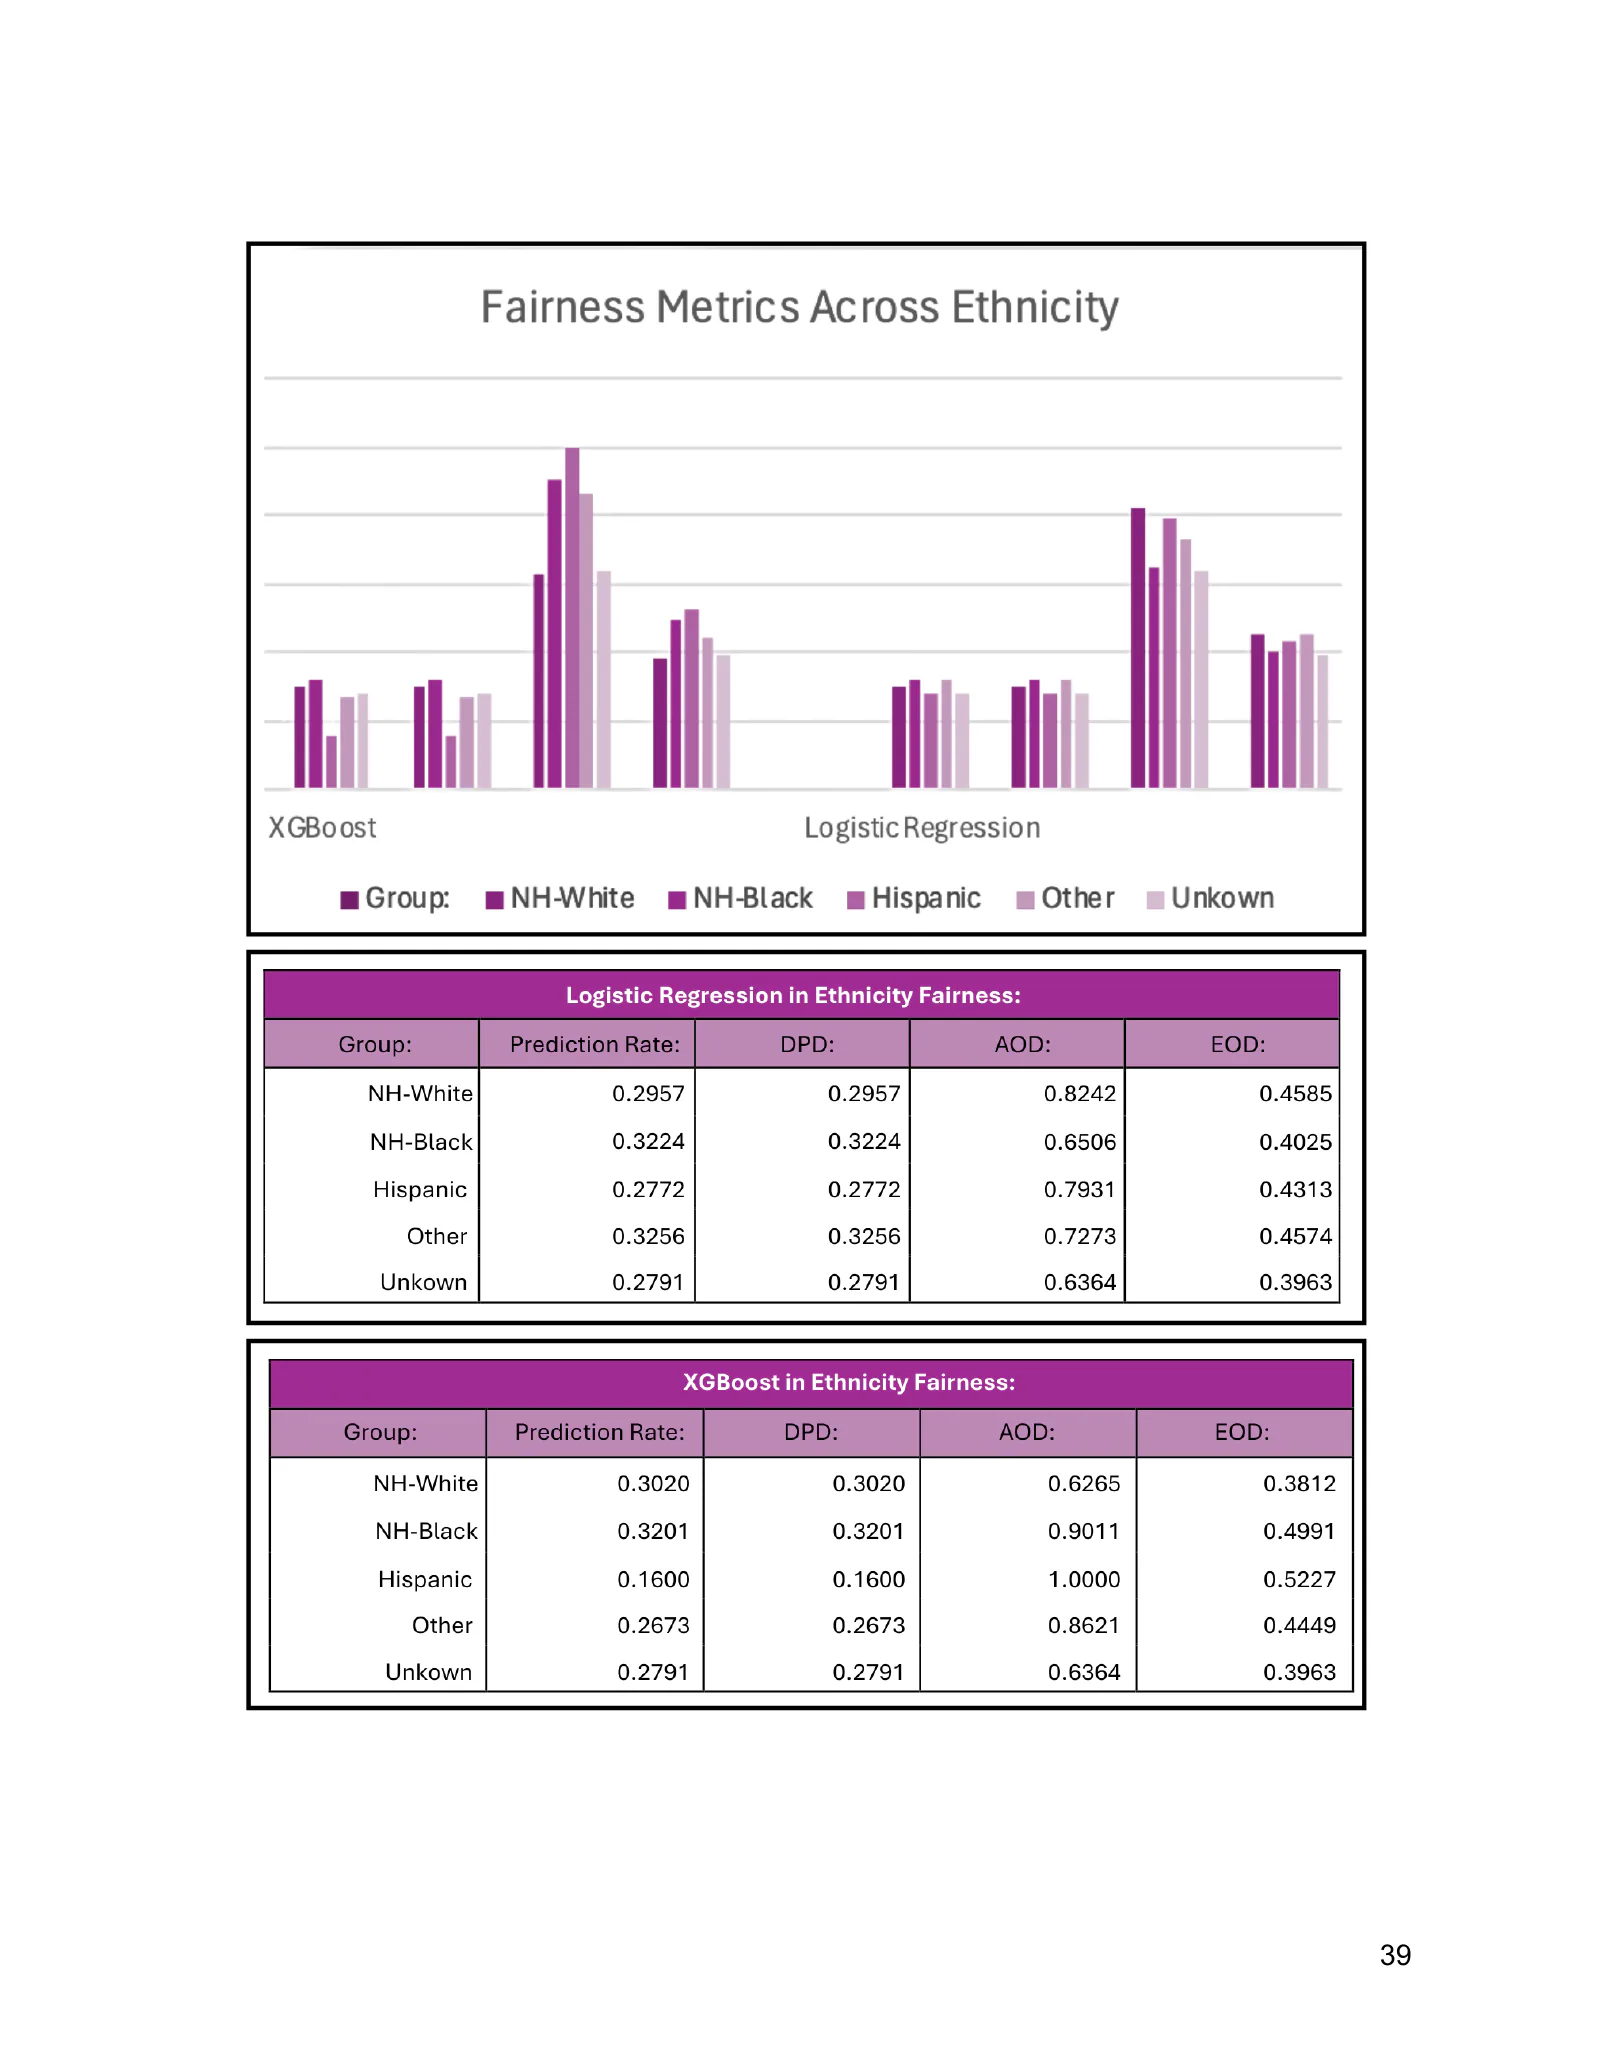 Fairness Metrics Across Ethnicity
XGBoost Logistic Regression
Group: NH-White NH-Black Hispanic Other Unkown
Logistic Regression in Ethnicity Fairness:
Group: Prediction Rate: DPD: AOD: EOD:
NH-White 0.2957 0.2957 0.8242 0.4585
NH-Black 0.3224 0.3224 0.6506 0.4025
Hispanic 0.2772 0.2772 0.7931 0.4313
Other 0.3256 0.3256 0.7273 0.4574
Unkown 0.2791 0.2791 0.6364 0.3963
XGBoost in Ethnicity Fairness:
Group: Prediction Rate: DPD: AOD: EOD:
NH-White 0.3020 0.3020 0.6265 0.3812
NH-Black 0.3201 0.3201 0.9011 0.4991
Hispanic 0.1600 0.1600 1.0000 0.5227
Other 0.2673 0.2673 0.8621 0.4449
Unkown 0.2791 0.2791 0.6364 0.3963
39